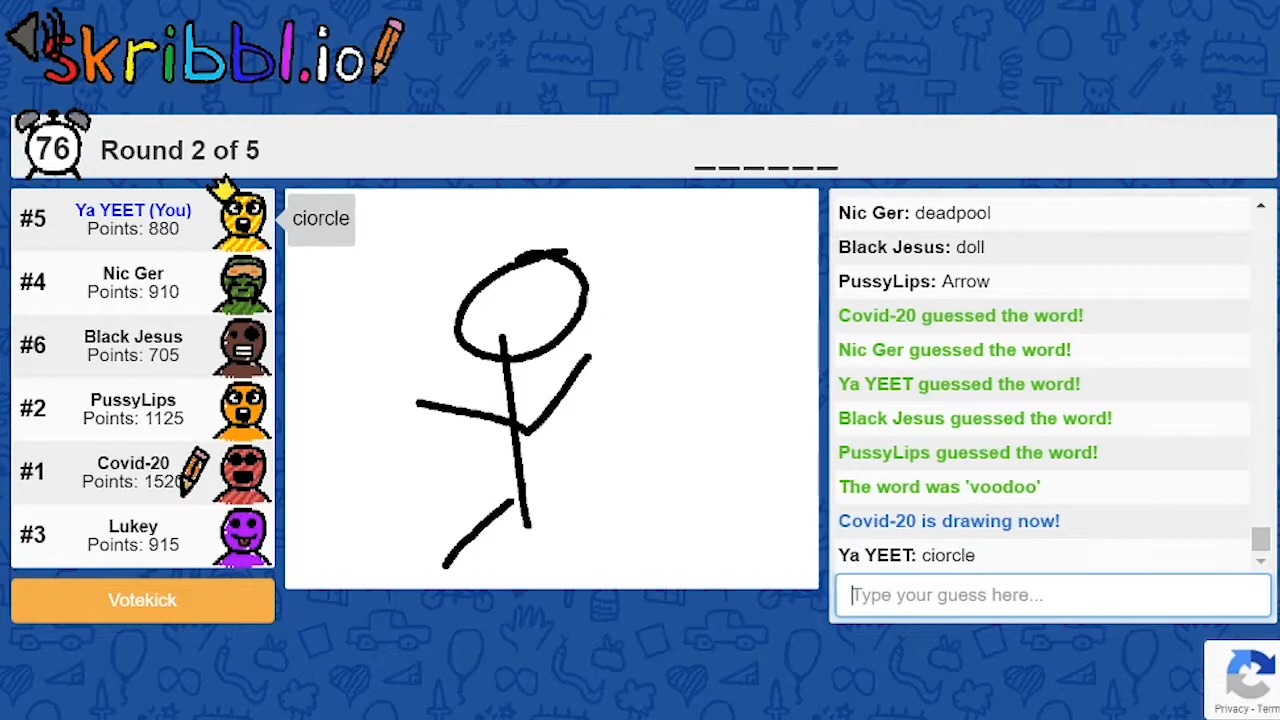 skribbl.io
76
Round 2 of 5
______
#5
Ya YEET (You)
Points: 880
#4
Nic Ger
Points: 910
#6
Black Jesus
Points: 705
#2
PussyLips
Points: 1125
#1
Covid-20
Points: 1520
#3
Lukey
Points: 915
Votekick
ciorcle
Nic Ger: deadpool
Black Jesus: doll
PussyLips: Arrow
Covid-20 guessed the word!
Nic Ger guessed the word!
Ya YEET guessed the word!
Black Jesus guessed the word!
PussyLips guessed the word!
The word was 'voodoo'
Covid-20 is drawing now!
Ya YEET: ciorcle
Type your guess here...
Privacy - Term